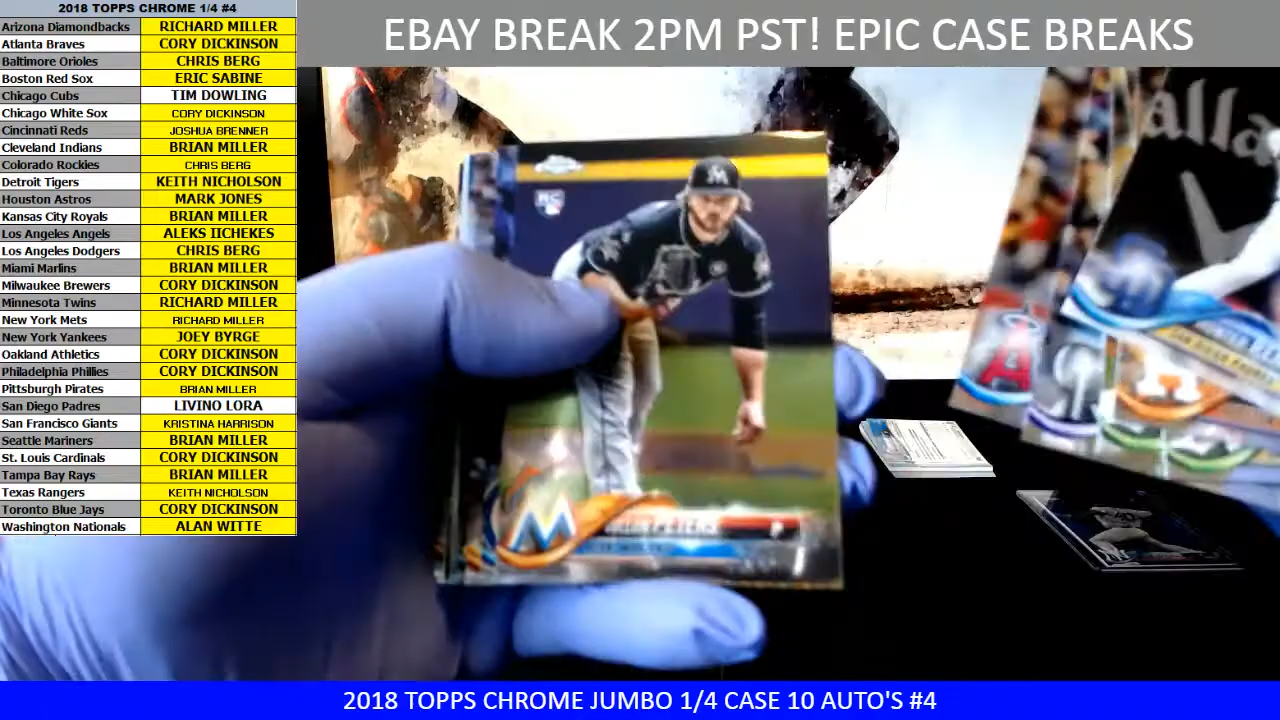 2018 TOPPS CHROME 1/4 #4
EBAY BREAK 2PM PST! EPIC CASE BREAKS
Arizona Diamondbacks RICHARD MILLER
Atlanta Braves CORY DICKINSON
Baltimore Orioles CHRIS BERG
Boston Red Sox ERIC SABINE
Chicago Cubs TIM DOWLING
Chicago White Sox CORY DICKINSON
Cincinnati Reds JOSHUA BRENNER
Cleveland Indians BRIAN MILLER
Colorado Rockies CHRIS BERG
Detroit Tigers KEITH NICHOLSON
Houston Astros MARK JONES
Kansas City Royals BRIAN MILLER
Los Angeles Angels ALEKS IICHEKES
Los Angeles Dodgers CHRIS BERG
Miami Marlins BRIAN MILLER
Milwaukee Brewers CORY DICKINSON
Minnesota Twins RICHARD MILLER
New York Mets RICHARD MILLER
New York Yankees JOEY BYRGE
Oakland Athletics CORY DICKINSON
Philadelphia Phillies CORY DICKINSON
Pittsburgh Pirates BRIAN MILLER
San Diego Padres LIVINO LORA
San Francisco Giants KRISTINA HARRISON
Seattle Mariners BRIAN MILLER
St. Louis Cardinals CORY DICKINSON
Tampa Bay Rays BRIAN MILLER
Texas Rangers KEITH NICHOLSON
Toronto Blue Jays CORY DICKINSON
Washington Nationals ALAN WITTE
RC
M
M
A
2018 TOPPS CHROME JUMBO 1/4 CASE 10 AUTO'S #4